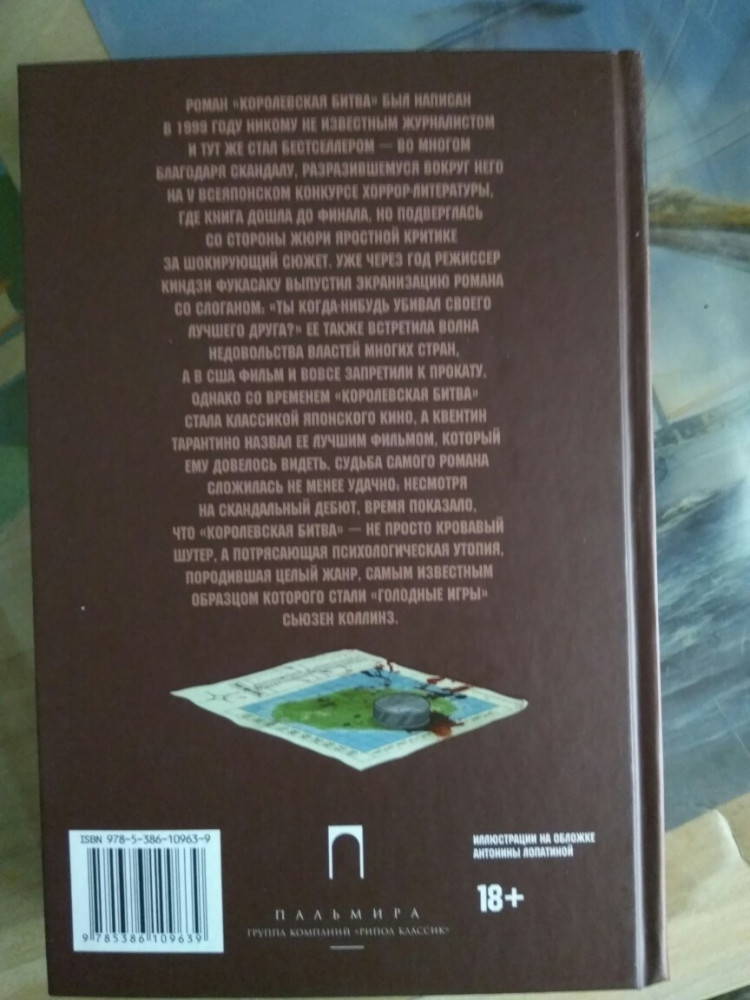 РОМАН «КОРОЛЕВСКАЯ БИТВА» БЫЛ НАПИСАН
В 1999 ГОДУ НИКОМУ НЕ ИЗВЕСТНЫМ ЖУРНАЛИСТОМ
И ТУТ ЖЕ СТАЛ БЕСТСЕЛЛЕРОМ — ВО МНОГОМ
БЛАГОДАРЯ СКАНДАЛУ, РАЗРАЗИВШЕМУСЯ ВОКРУГ НЕГО
НА V ВСЕЯПОНСКОМ КОНКУРСЕ ХОРРОР-ЛИТЕРАТУРЫ,
ГДЕ КНИГА ДОШЛА ДО ФИНАЛА, НО ПОДВЕРГЛАСЬ
СО СТОРОНЫ ЖЮРИ ЯРОСТНОЙ КРИТИКЕ
ЗА ШОКИРУЮЩИЙ СЮЖЕТ. УЖЕ ЧЕРЕЗ ГОД РЕЖИССЕР
КИНДЗИ ФУКАСАКУ ВЫПУСТИЛ ЭКРАНИЗАЦИЮ РОМАНА
СО СЛОГАНОМ: «ТЫ КОГДА-НИБУДЬ УБИВАЛ СВОЕГО
ЛУЧШЕГО ДРУГА?» ЕЕ ТАКЖЕ ВСТРЕТИЛА ВОЛНА
НЕДОВОЛЬСТВА ВЛАСТЕЙ МНОГИХ СТРАН,
А В США ФИЛЬМ И ВОВСЕ ЗАПРЕТИЛИ К ПРОКАТУ.
ОДНАКО СО ВРЕМЕНЕМ «КОРОЛЕВСКАЯ БИТВА»
СТАЛА КЛАССИКОЙ ЯПОНСКОГО КИНО, А КВЕНТИН
ТАРАНТИНО НАЗВАЛ ЕЕ ЛУЧШИМ ФИЛЬМОМ, КОТОРЫЙ
ЕМУ ДОВЕЛОСЬ ВИДЕТЬ. СУДЬБА САМОГО РОМАНА
СЛОЖИЛАСЬ НЕ МЕНЕЕ УДАЧНО: НЕСМОТРЯ
НА СКАНДАЛЬНЫЙ ДЕБЮТ, ВРЕМЯ ПОКАЗАЛО,
ЧТО «КОРОЛЕВСКАЯ БИТВА» — НЕ ПРОСТО КРОВАВЫЙ
ШУТЕР, А ПОТРЯСАЮЩАЯ ПСИХОЛОГИЧЕСКАЯ УТОПИЯ,
ПОРОДИВШАЯ ЦЕЛЫЙ ЖАНР, САМЫМ ИЗВЕСТНЫМ
ОБРАЗЦОМ КОТОРОГО СТАЛИ «ГОЛОДНЫЕ ИГРЫ»
СЬЮЗЕН КОЛЛИНЗ.
ISBN 978-5-386-10963-9
9 785386 109639
ПАЛЬМИРА
ГРУППА КОМПАНИЙ «РИПОЛ КЛАССИК»
ИЛЛЮСТРАЦИИ НА ОБЛОЖКЕ
АНТОНИНЫ ЛОПАТИНОЙ
18+